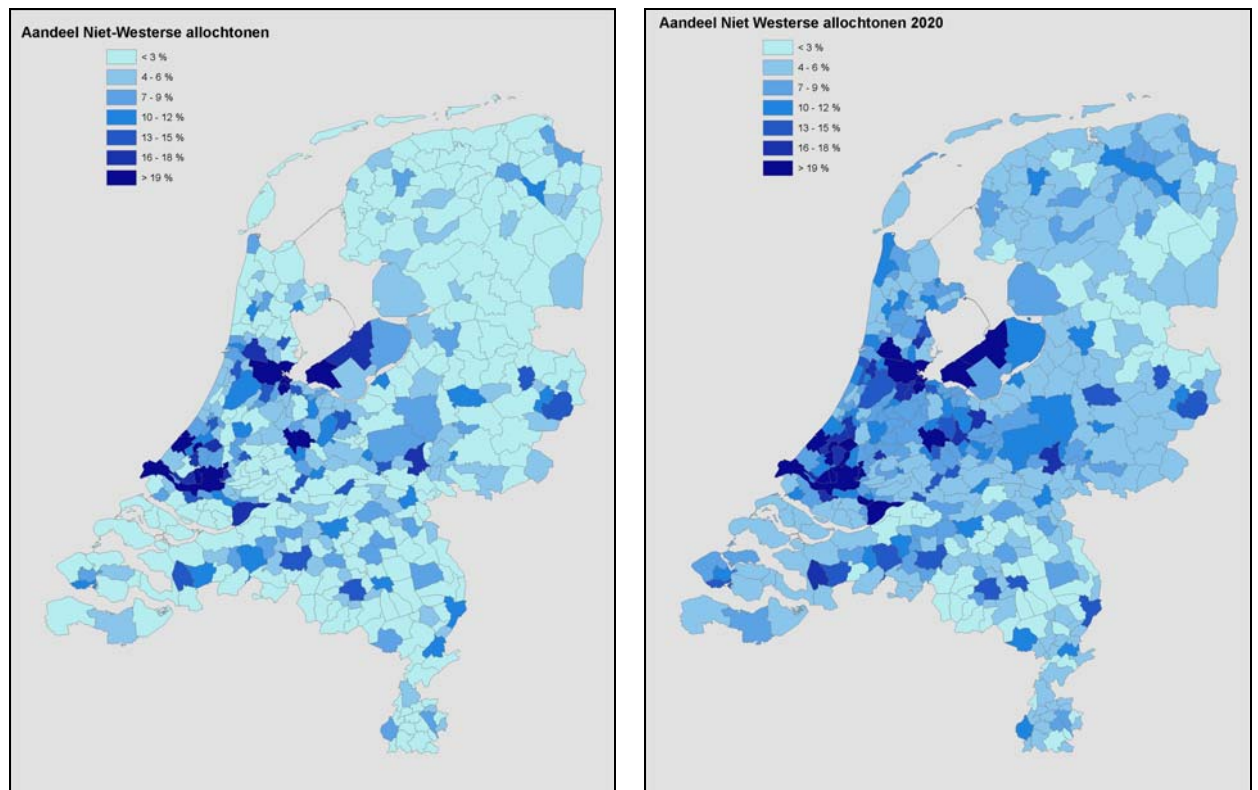 Aandeel Niet-Westerse allochtonen
< 3 %
4 - 6 %
7 - 9 %
10 - 12 %
13 - 15 %
16 - 18 %
> 19 %
Aandeel Niet Westerse allochtonen 2020
< 3 %
4 - 6 %
7 - 9 %
10 - 12 %
13 - 15 %
16 - 18 %
> 19 %